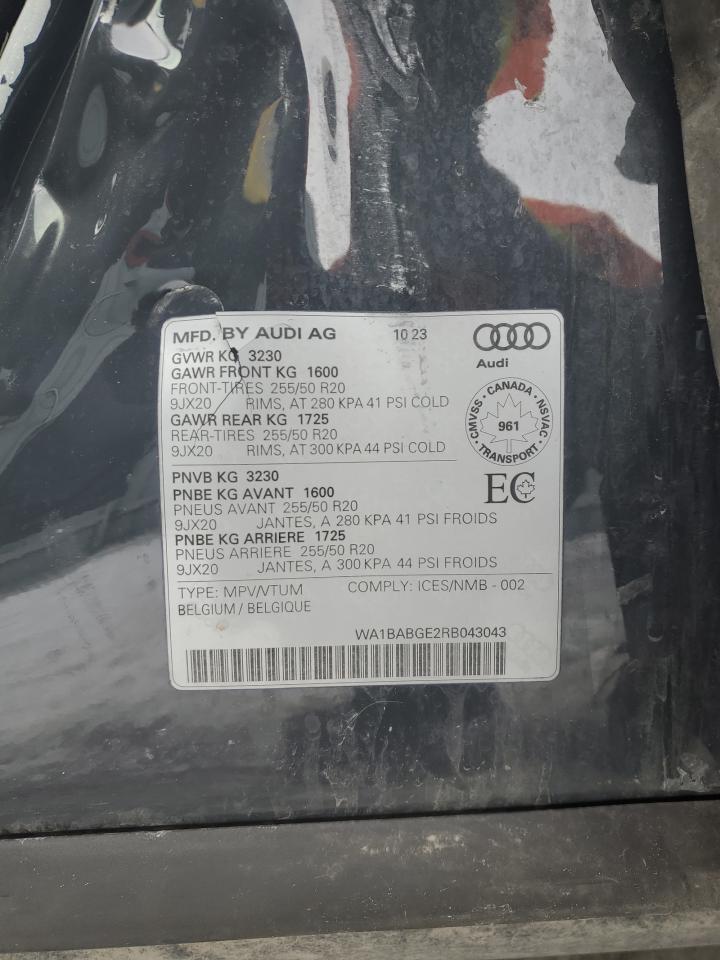 MFD. BY AUDI AG 10 23
Audi
GVWR KG 3230
GAWR FRONT KG 1600
FRONT-TIRES 255/50 R20
9JX20 RIMS, AT 280 KPA 41 PSI COLD
GAWR REAR KG 1725
REAR-TIRES 255/50 R20
9JX20 RIMS, AT 300 KPA 44 PSI COLD
CMVSS · CANADA · NSVAC · TRANSPORT ·
961
EC
PNVB KG 3230
PNBE KG AVANT 1600
PNEUS AVANT 255/50 R20
9JX20 JANTES, A 280 KPA 41 PSI FROIDS
PNBE KG ARRIERE 1725
PNEUS ARRIERE 255/50 R20
9JX20 JANTES, A 300 KPA 44 PSI FROIDS
TYPE: MPV/VTUM COMPLY: ICES/NMB - 002
BELGIUM / BELGIQUE
WA1BABGE2RB043043